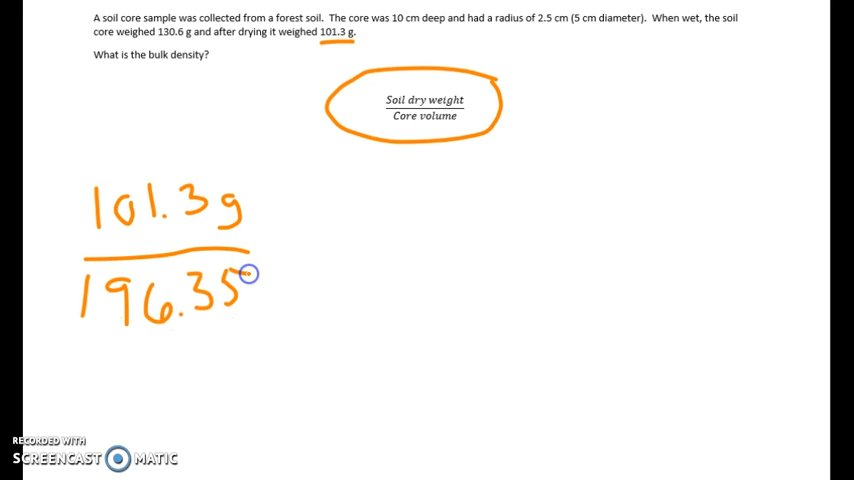 A soil core sample was collected from a forest soil. The core was 10 cm deep and had a radius of 2.5 cm (5 cm diameter). When wet, the soil
core weighed 130.6 g and after drying it weighed 101.3 g.
What is the bulk density?
Soil dry weight
Core volume
101.3 g
196.35
RECORDED WITH
SCREENCAST MATIC